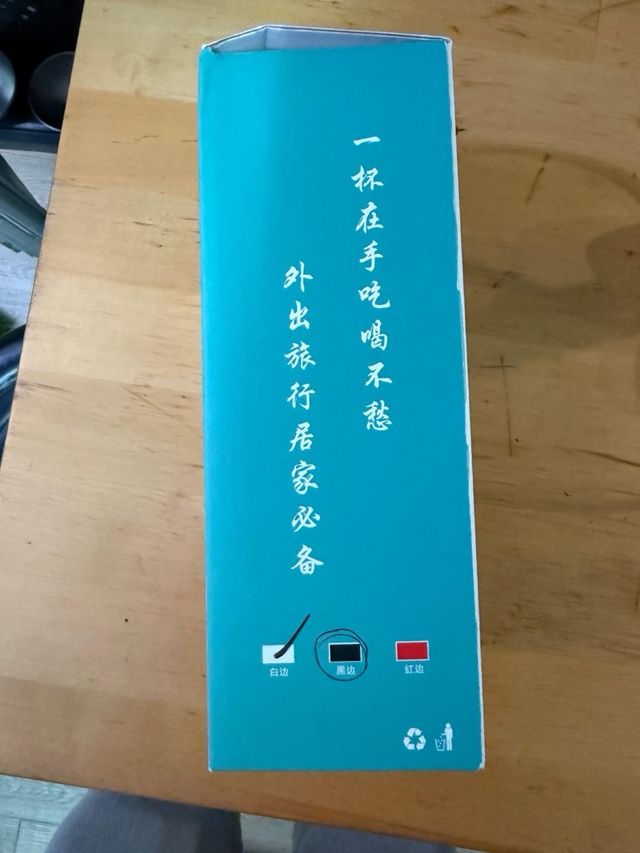 一杯在手吃喝不愁
外出旅行居家必备
白边
黑边
红边